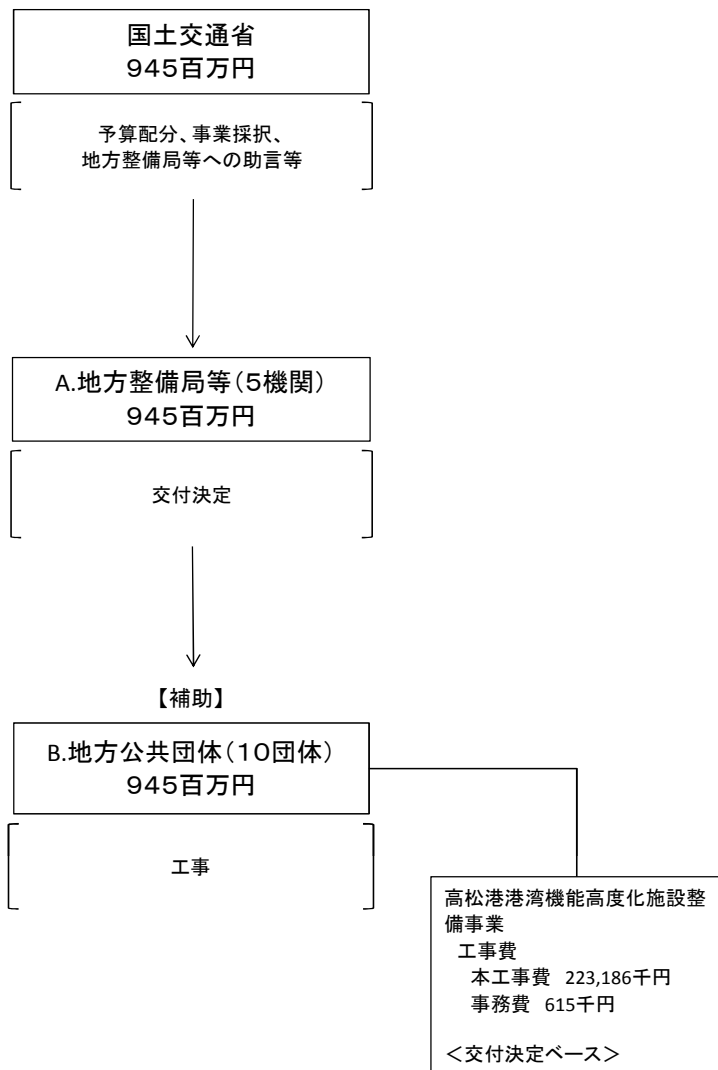 国土交通省
945百万円
予算配分、事業採択、
地方整備局等への助言等
A.地方整備局等(5機関)
945百万円
交付決定
【補助】
B.地方公共団体(10団体)
945百万円
工事
高松港港湾機能高度化施設整
備事業
工事費
本工事費 223,186千円
事務費 615千円
＜交付決定ベース＞